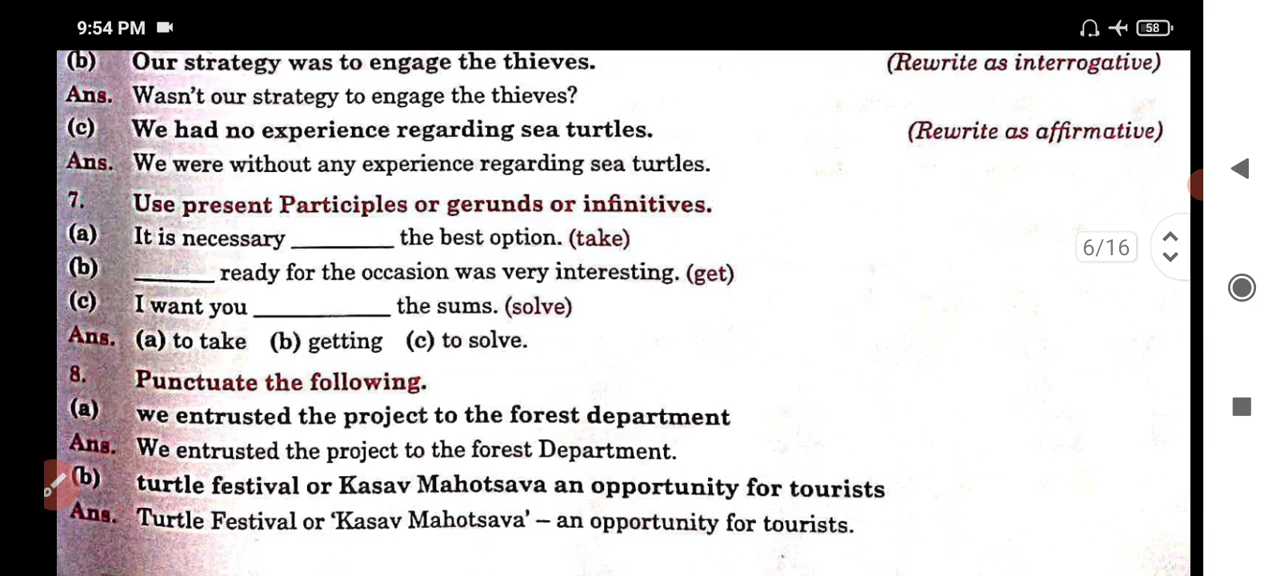 9:54 PM
58
(b) Our strategy was to engage the thieves. (Rewrite as interrogative)
Ans. Wasn't our strategy to engage the thieves?
(c) We had no experience regarding sea turtles. (Rewrite as affirmative)
Ans. We were without any experience regarding sea turtles.
7. Use present Participles or gerunds or infinitives.
(a) It is necessary ________ the best option. (take)
(b) ______ ready for the occasion was very interesting. (get)
(c) I want you ___________ the sums. (solve)
Ans. (a) to take (b) getting (c) to solve.
8. Punctuate the following.
(a) we entrusted the project to the forest department
Ans. We entrusted the project to the forest Department.
(b) turtle festival or Kasav Mahotsava an opportunity for tourists
Ans. Turtle Festival or 'Kasav Mahotsava' – an opportunity for tourists.
6/16